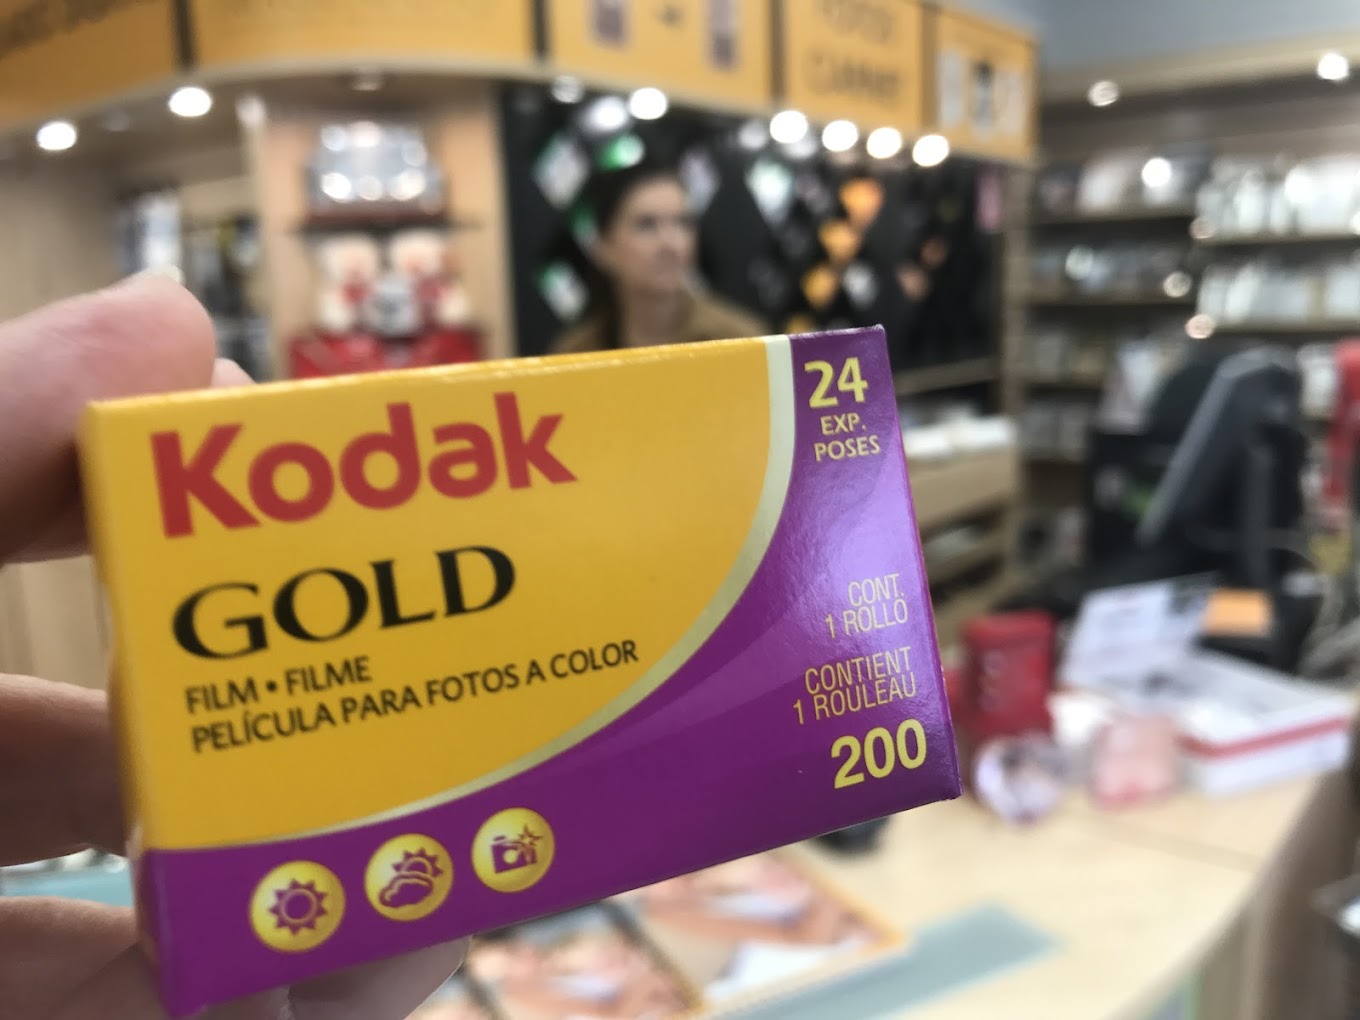 Kodak
GOLD
FILM • FILME
PELÍCULA PARA FOTOS A COLOR
24
EXP.
POSES
CONT.
1 ROLLO
CONTIENT
1 ROULEAU
200